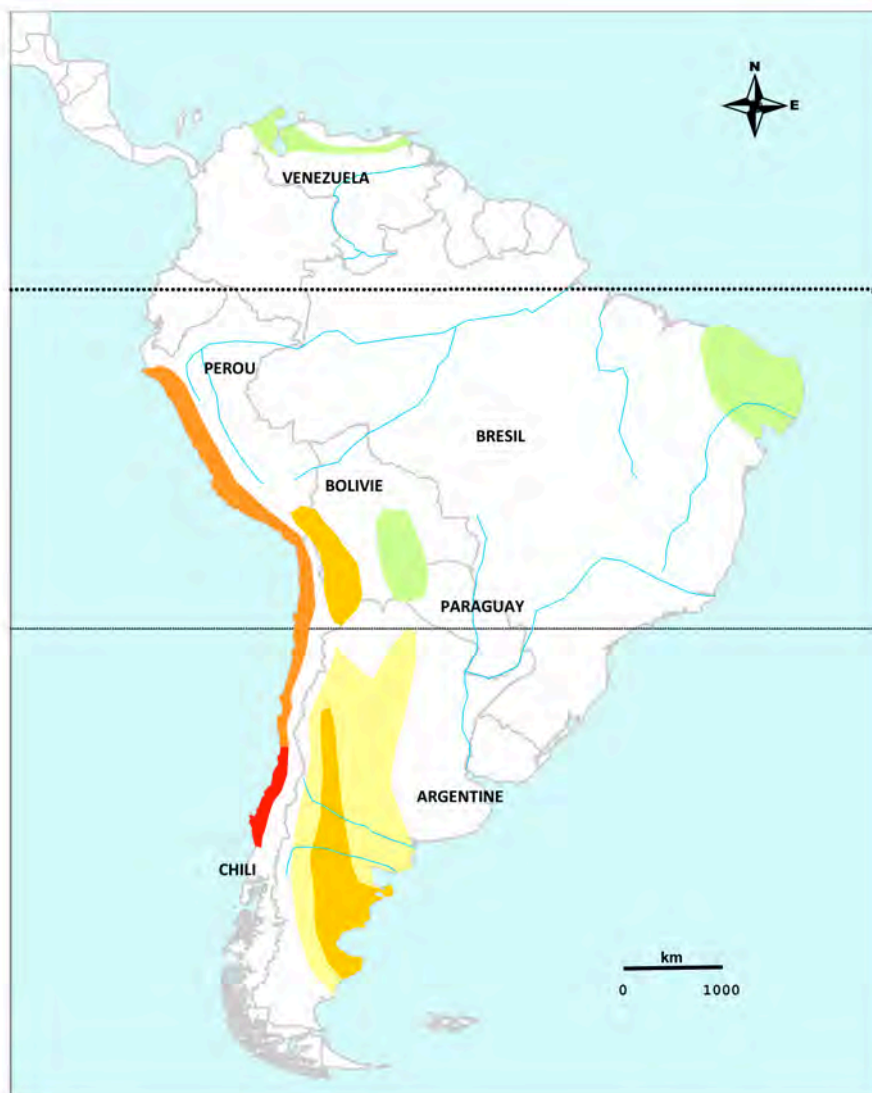 N
E
VENEZUELA
PEROU
BRESIL
BOLIVIE
PARAGUAY
ARGENTINE
CHILI
km
0 1000